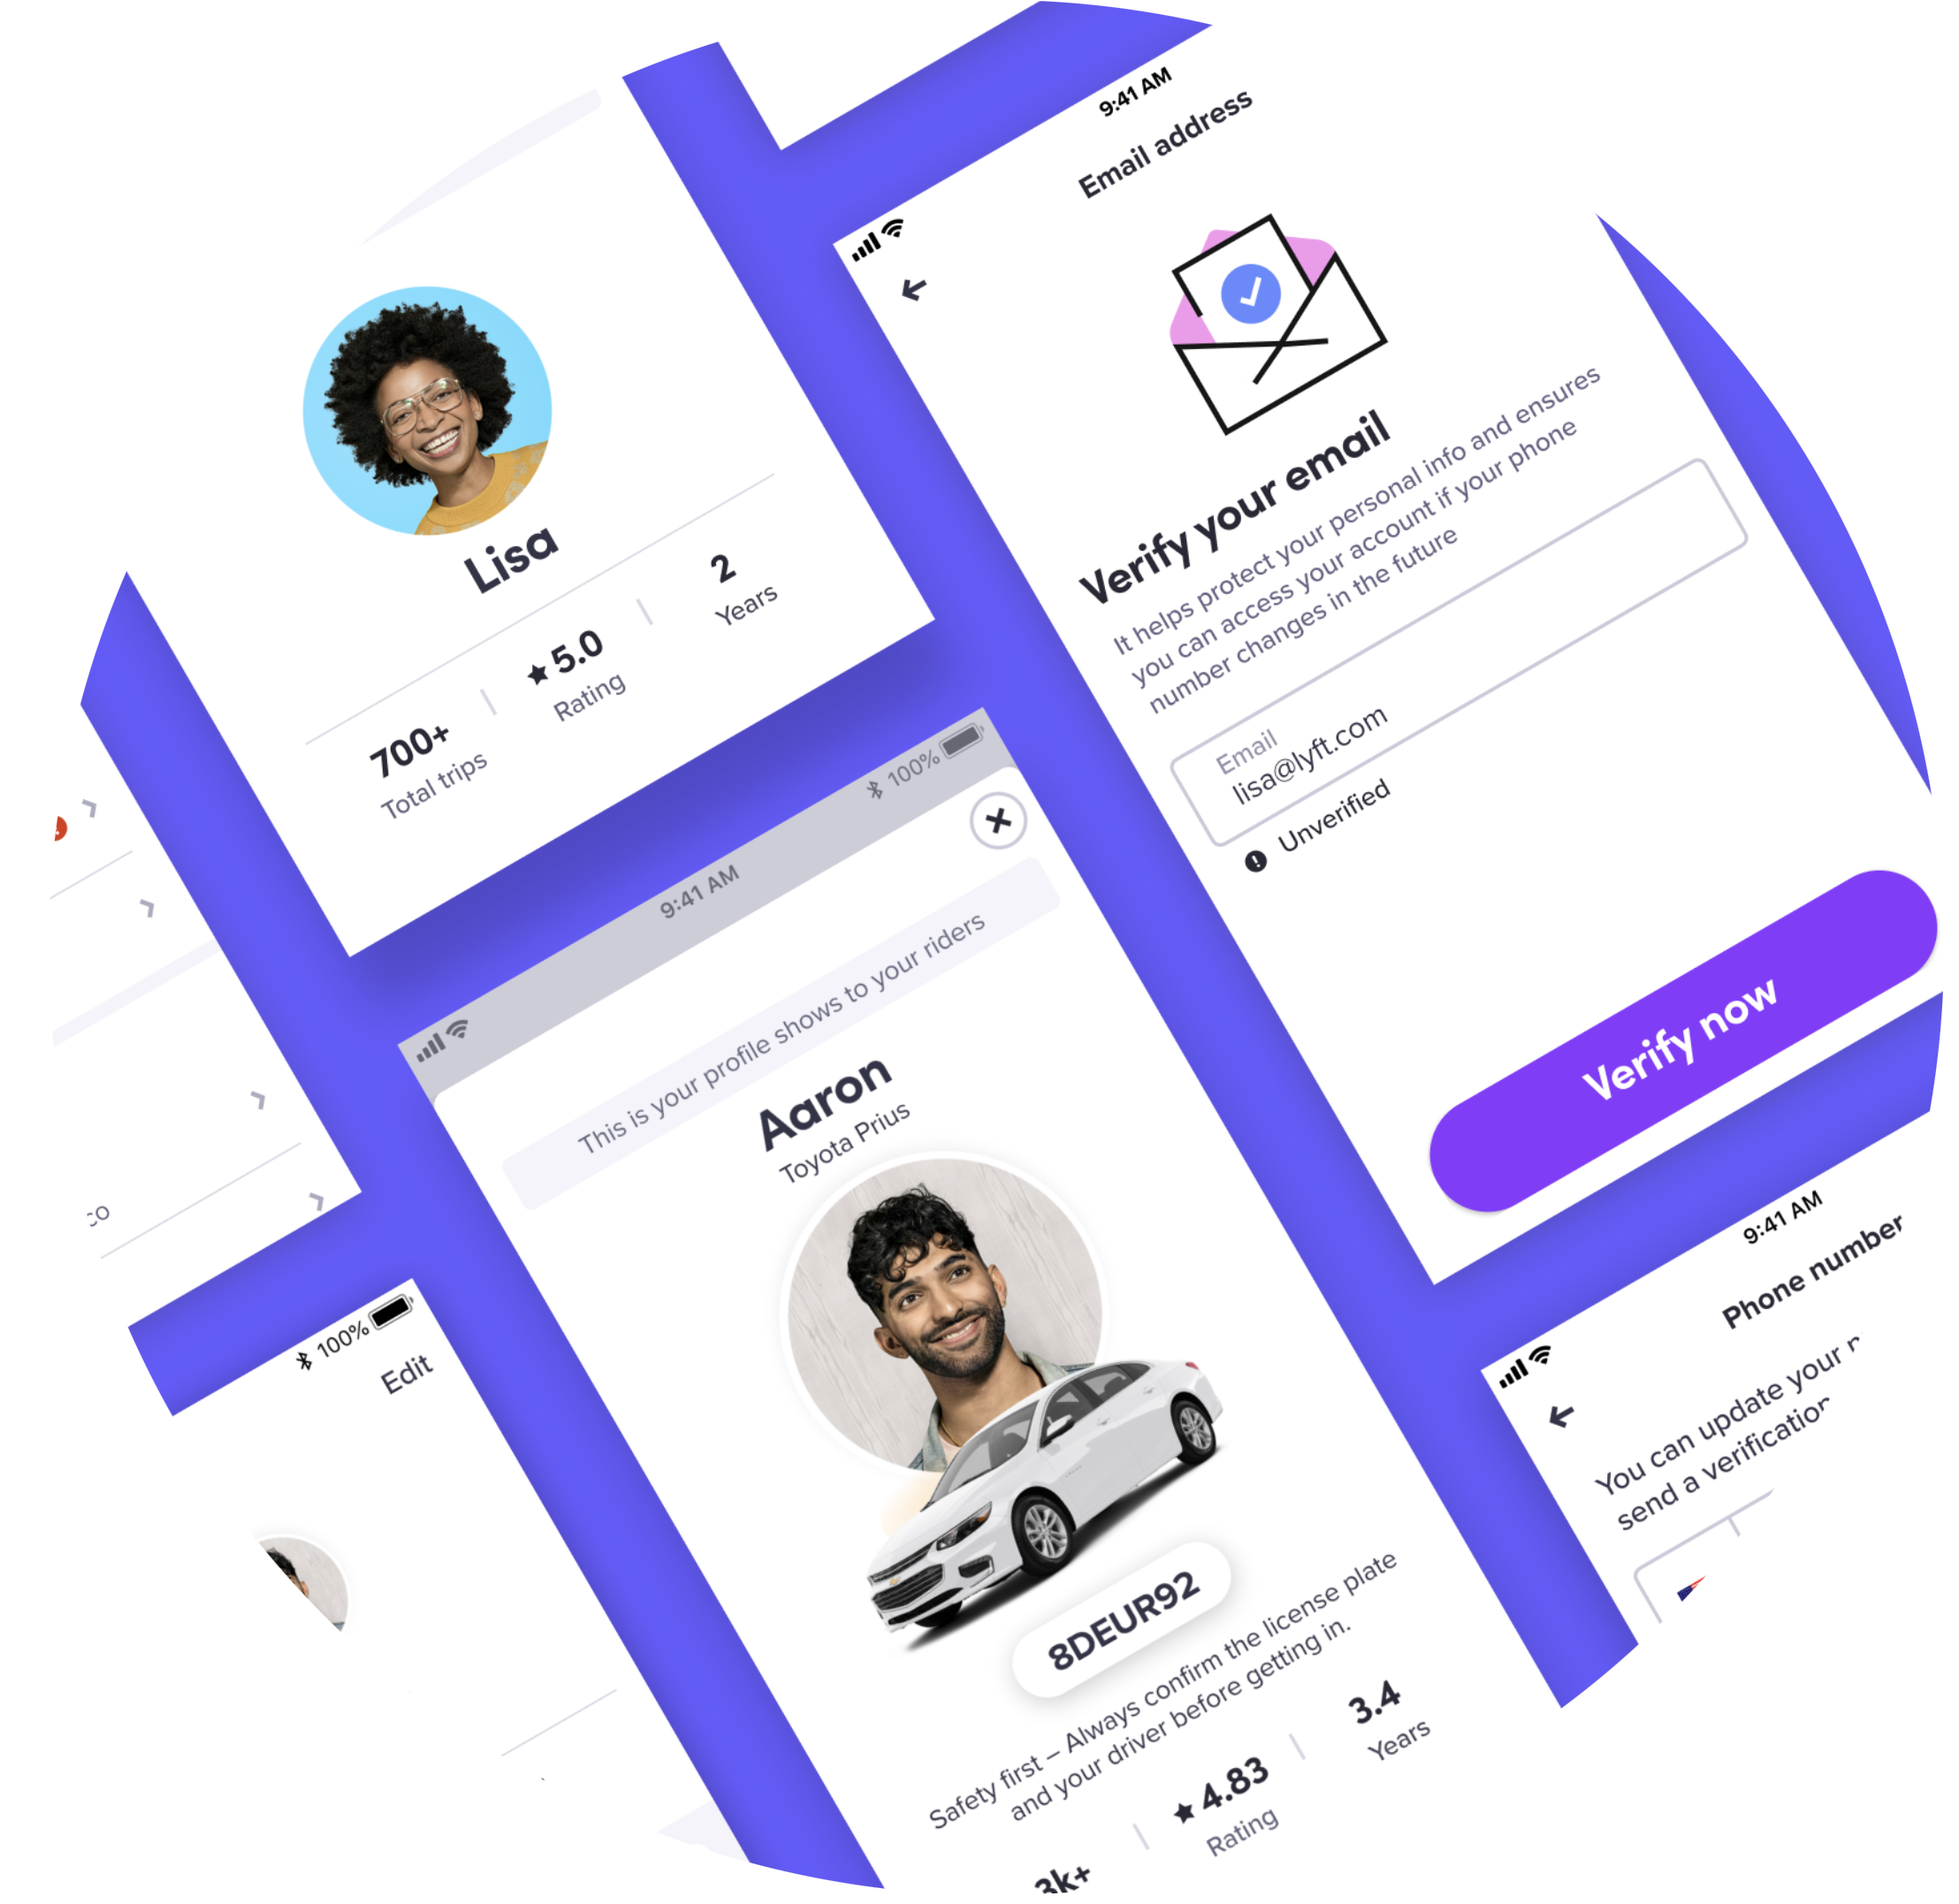 Lisa
700+
Total trips
5.0
Rating
2
Years
9:41 AM
Email address
Verify your email
It helps protect your personal info and ensures
you can access your account if your phone
number changes in the future
Email
lisa@lyft.com
Unverified
Verify now
9:41 AM
100%
This is your profile shows to your riders
Aaron
Toyota Prius
8DEUR92
Safety first – Always confirm the license plate
and your driver before getting in.
3k+
4.83
Rating
3.4
Years
100%
Edit
9:41 AM
Phone number
You can update your
send a